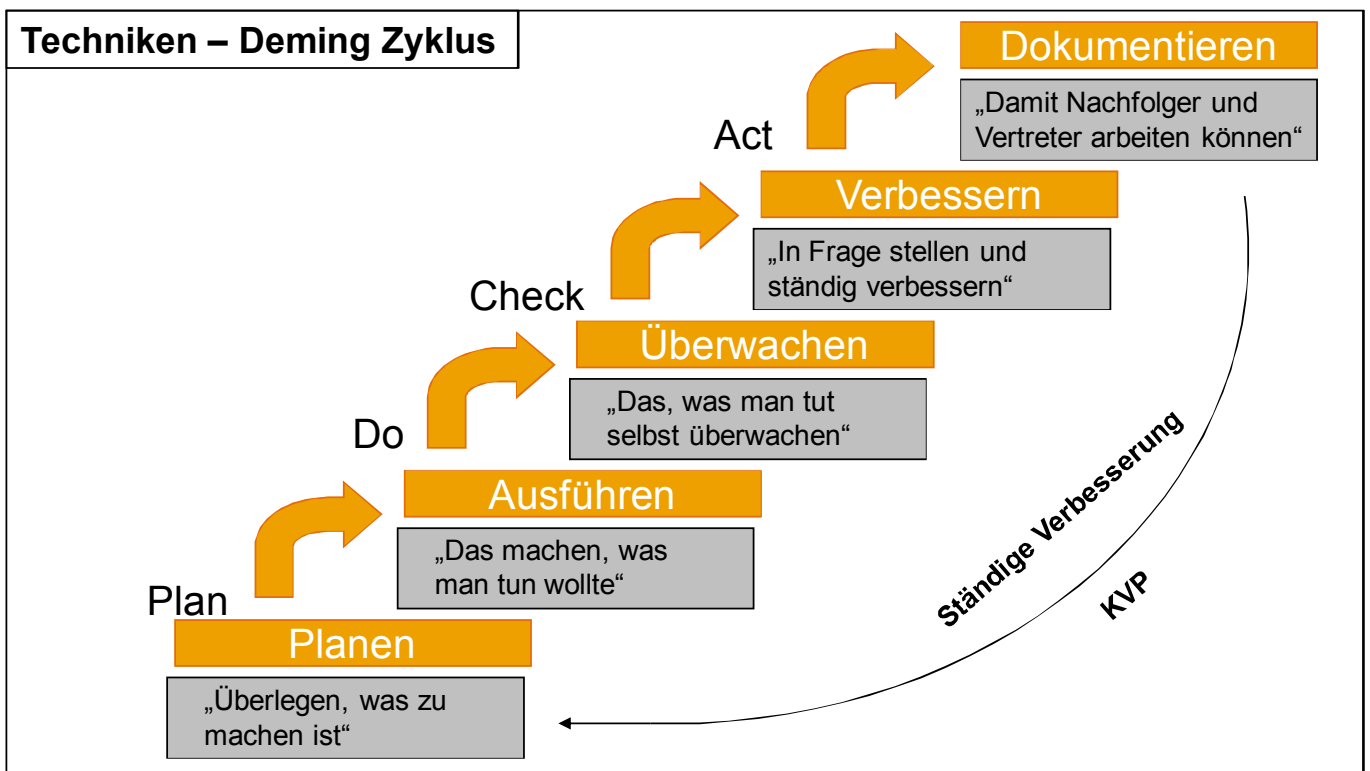 Techniken – Deming Zyklus
Dokumentieren
„Damit Nachfolger und
Vertreter arbeiten können“
Act
Verbessern
„In Frage stellen und
ständig verbessern“
Check
Überwachen
„Das, was man tut
selbst überwachen“
Do
Ausführen
„Das machen, was
man tun wollte“
Plan
Planen
„Überlegen, was zu
machen ist“
Ständige Verbesserung
KVP